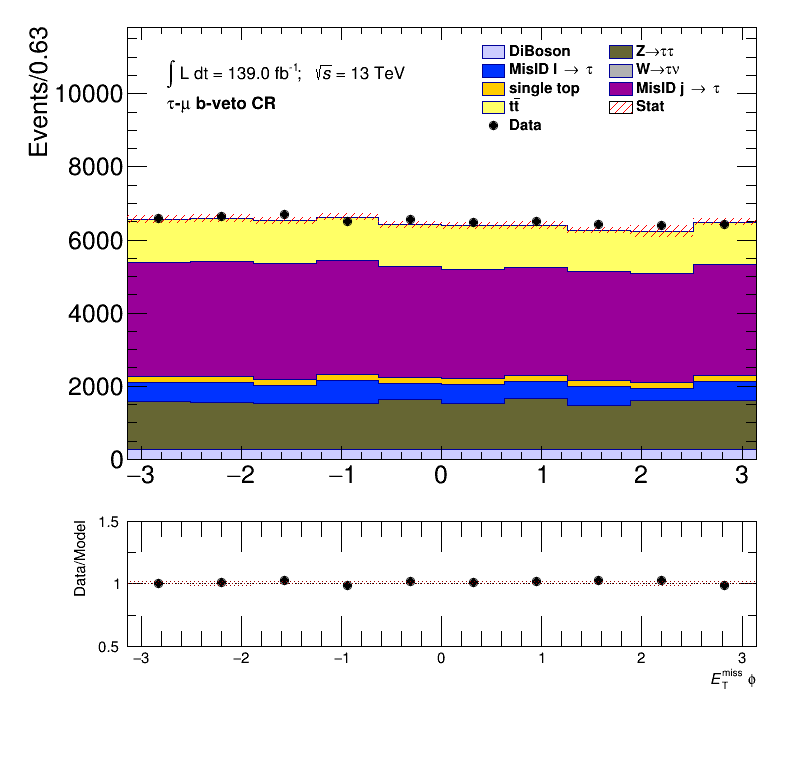 Events/0.63
10000
8000
6000
4000
2000
0
∫ L dt = 139.0 fb⁻¹; √s = 13 TeV
τ-μ b-veto CR
DiBoson
Z→ττ
MisID l → τ
W→τν
single top
MisID j → τ
tt̄
Stat
Data
−3 −2 −1 0 1 2 3
Data/Model
1.5
1
0.5
−3 −2 −1 0 1 2 3
E_T^miss ϕ